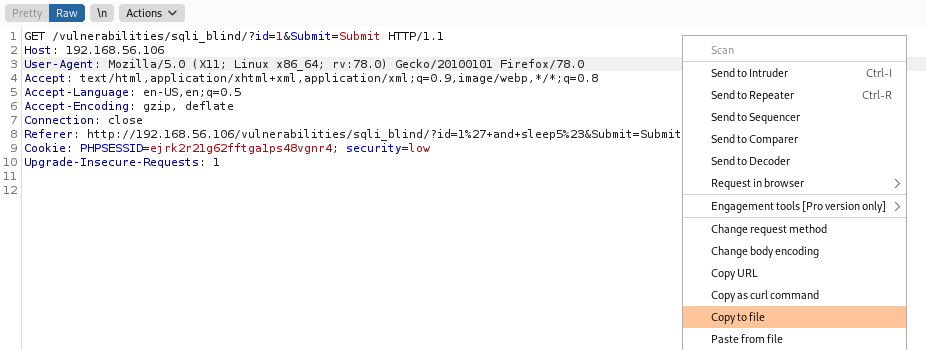 Pretty Raw \n Actions
1 GET /vulnerabilities/sqli_blind/?id=1&Submit=Submit HTTP/1.1
2 Host: 192.168.56.106
3 User-Agent: Mozilla/5.0 (X11; Linux x86_64; rv:78.0) Gecko/20100101 Firefox/78.0
4 Accept: text/html,application/xhtml+xml,application/xml;q=0.9,image/webp,*/*;q=0.8
5 Accept-Language: en-US,en;q=0.5
6 Accept-Encoding: gzip, deflate
7 Connection: close
8 Referer: http://192.168.56.106/vulnerabilities/sqli_blind/?id=1%27+and+sleep5%23&Submit=Submit
9 Cookie: PHPSESSID=ejrk2r21g62fftga1ps48vgnr4; security=low
10 Upgrade-Insecure-Requests: 1
11
12
Scan
Send to Intruder Ctrl-I
Send to Repeater Ctrl-R
Send to Sequencer
Send to Comparer
Send to Decoder
Request in browser
Engagement tools [Pro version only]
Change request method
Change body encoding
Copy URL
Copy as curl command
Copy to file
Paste from file